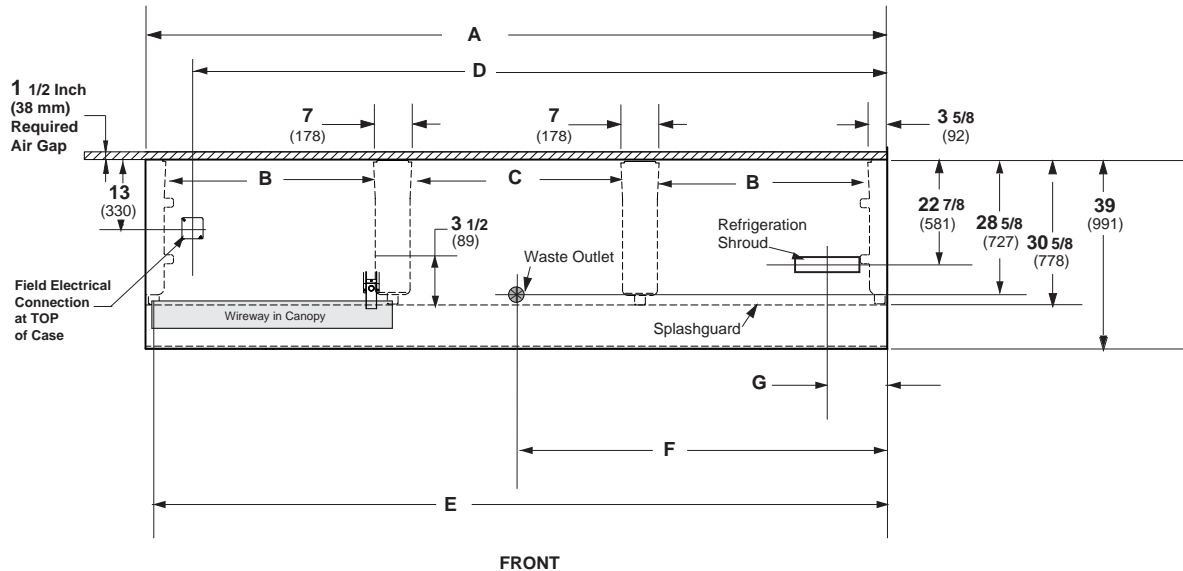 A
D
1 1/2 Inch
(38 mm)
Required
Air Gap
7
(178)
7
(178)
3 5/8
(92)
B
C
B
13
(330)
3 1/2
(89)
Waste Outlet
Refrigeration
Shroud
22 7/8
(581)
28 5/8
(727)
30 5/8
(778)
39
(991)
Field Electrical
Connection
at TOP
of Case
Wireway in Canopy
Splashguard
G
F
E
FRONT